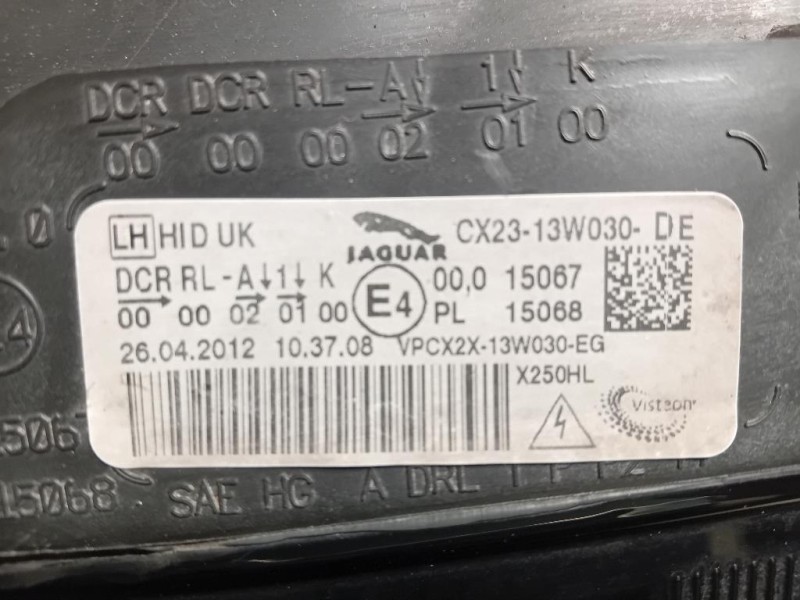 DCR DCR RL-A↓ 1↓ K
00 00 00 02 01 00
LH HID UK JAGUAR CX23-13W030- DE
DCR RL-A↓1↓ K E4 00,0 15067
00 00 02 01 00 PL 15068
26.04.2012 10.37.08 VPCX2X-13W030-EG
X250HL
Visteon
15068 SAE HG A DRL